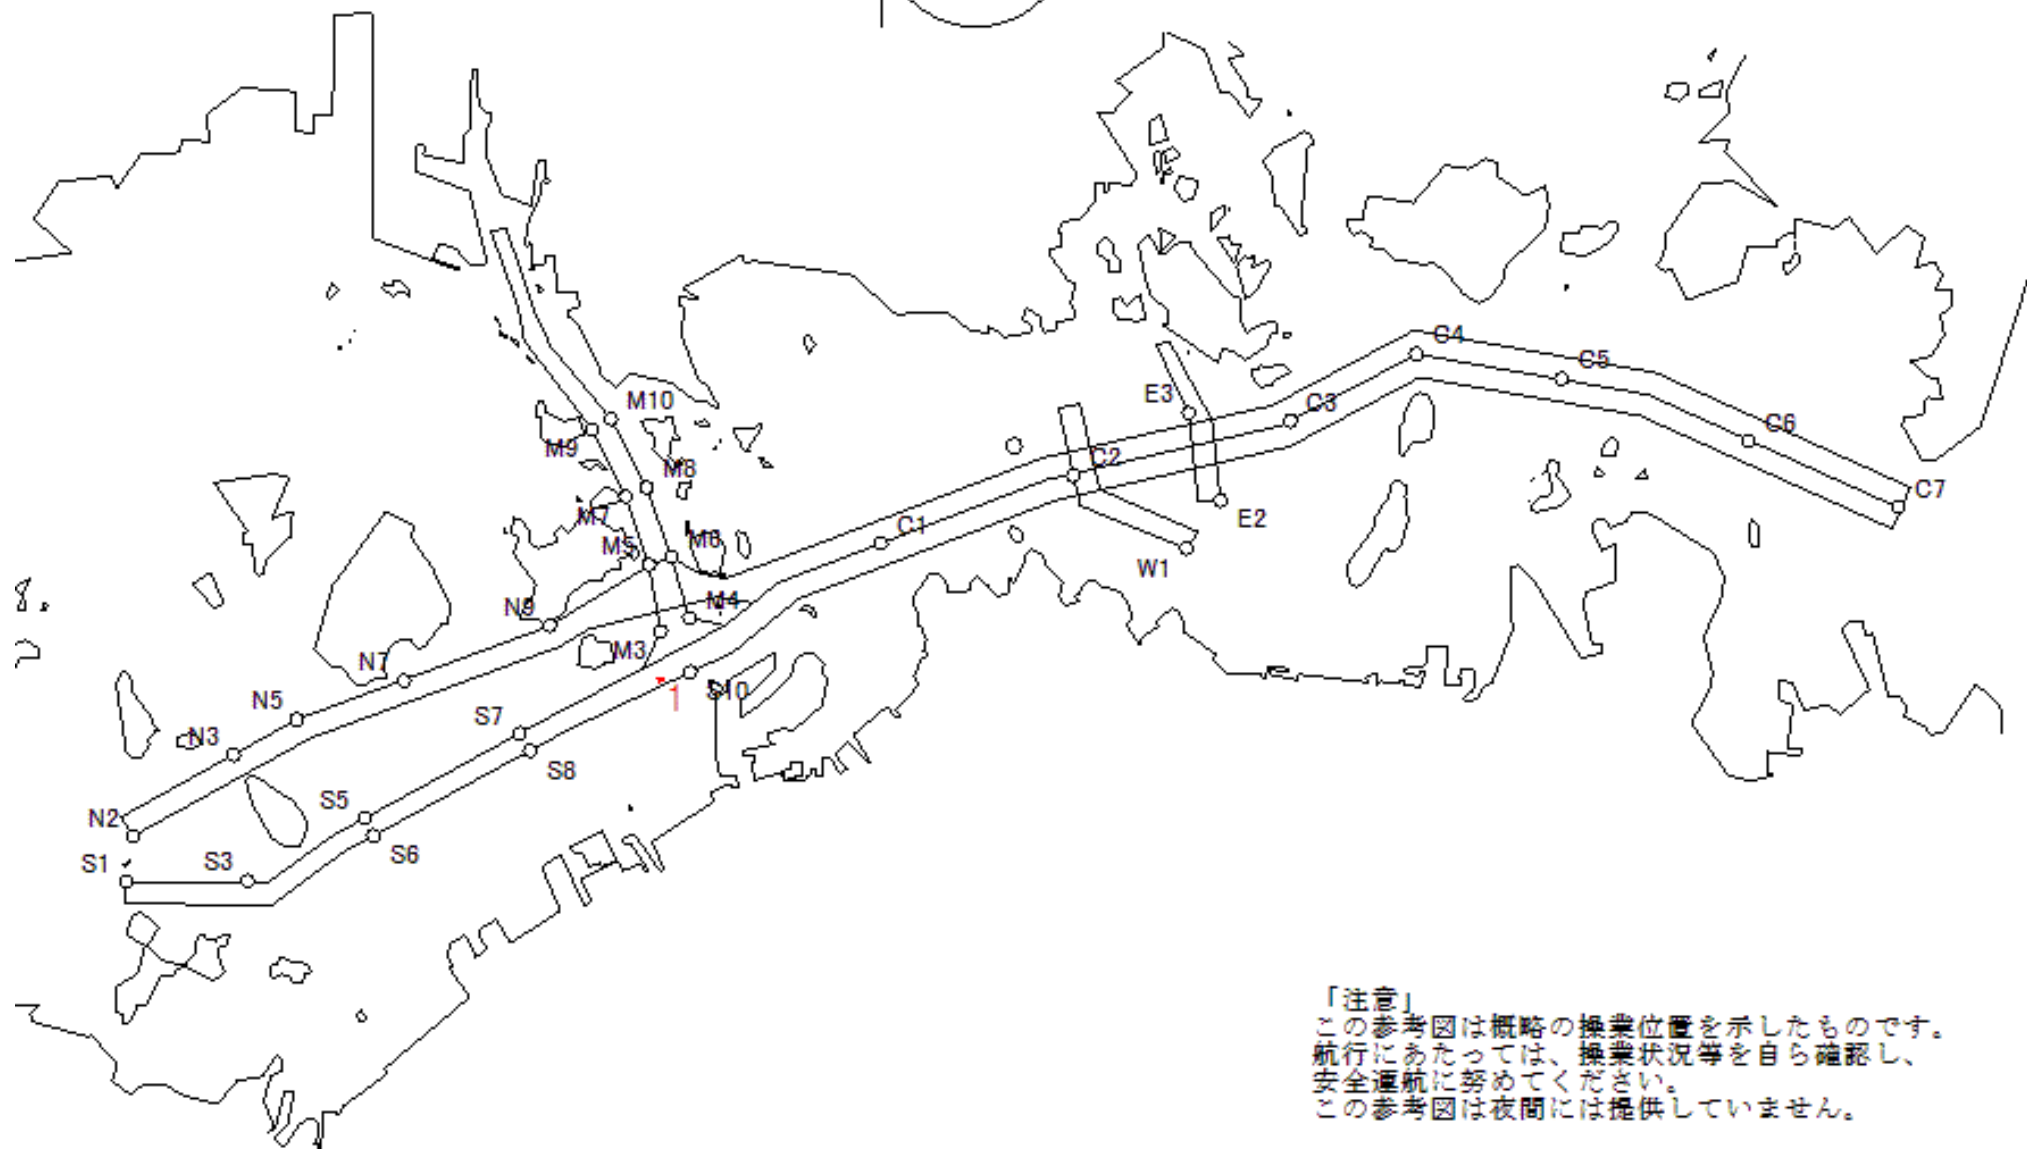 C4
C5
M10
E3
C3
C6
M9
M8
C2
C7
M7
E2
C1
M5
M6
W1
N9
M4
M3
N7
N5
1
S10
S7
N3
S8
S5
N2
S6
S1
S3
「注意」
この参考図は概略の操業位置を示したものです。
航行にあたっては、操業状況等を自ら確認し、
安全運航に努めてください。
この参考図は夜間には提供していません。